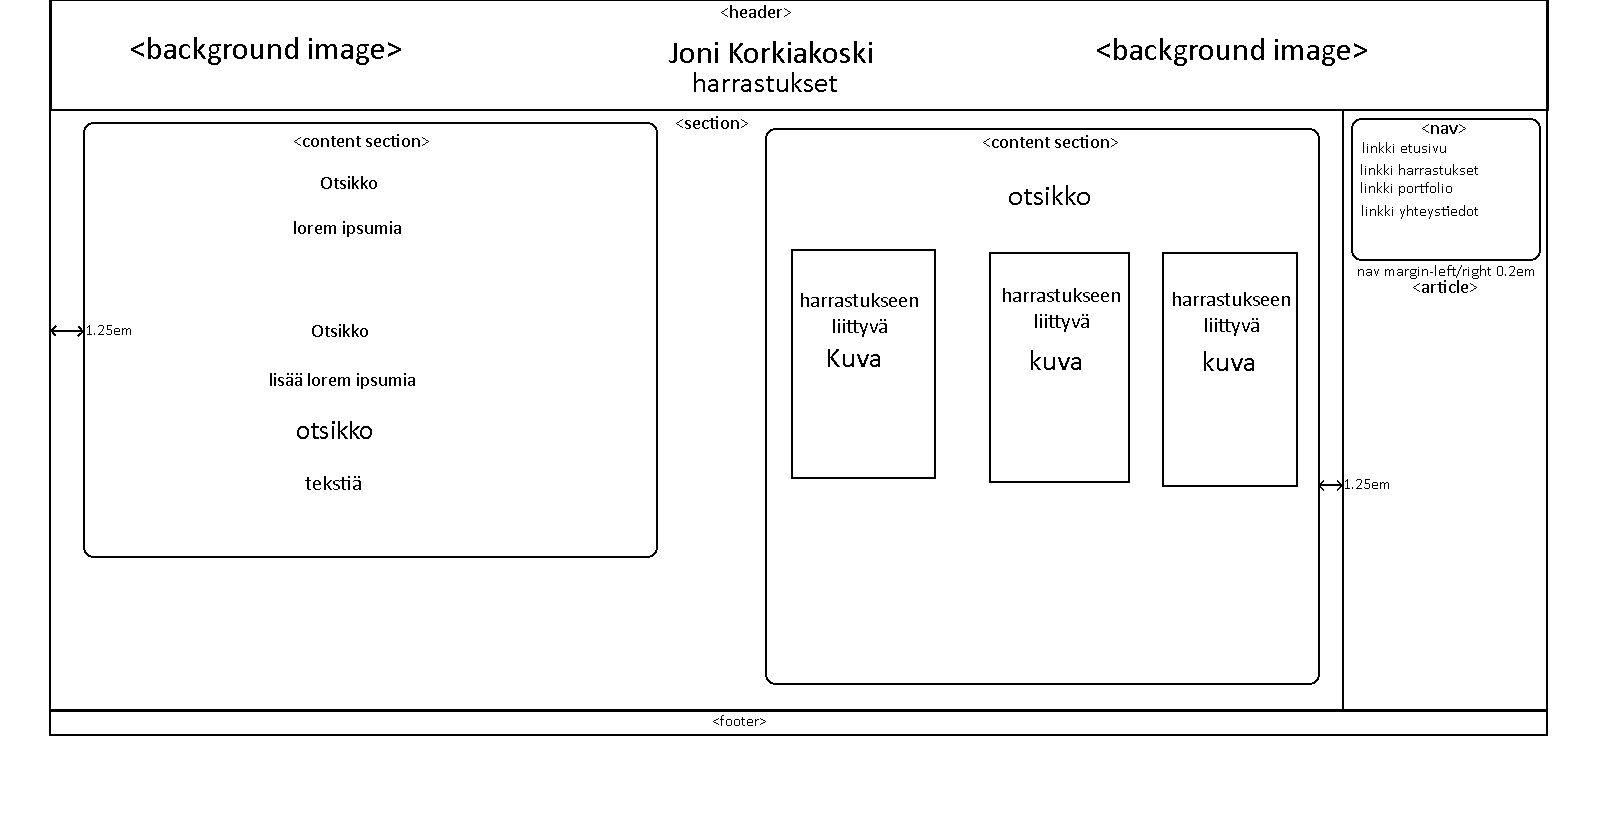 <header>
<background image>
Joni Korkiakoski
<background image>
harrastukset
<section>
<content section>
Otsikko
lorem ipsumia
Otsikko
1.25em
lisää lorem ipsumia
otsikko
tekstiä
<content section>
otsikko
harrastukseen
liittyvä
Kuva
harrastukseen
liittyvä
kuva
harrastukseen
liittyvä
kuva
1.25em
<nav>
linkki etusivu
linkki harrastukset
linkki portfolio
linkki yhteystiedot
nav margin-left/right 0.2em
<article>
<footer>